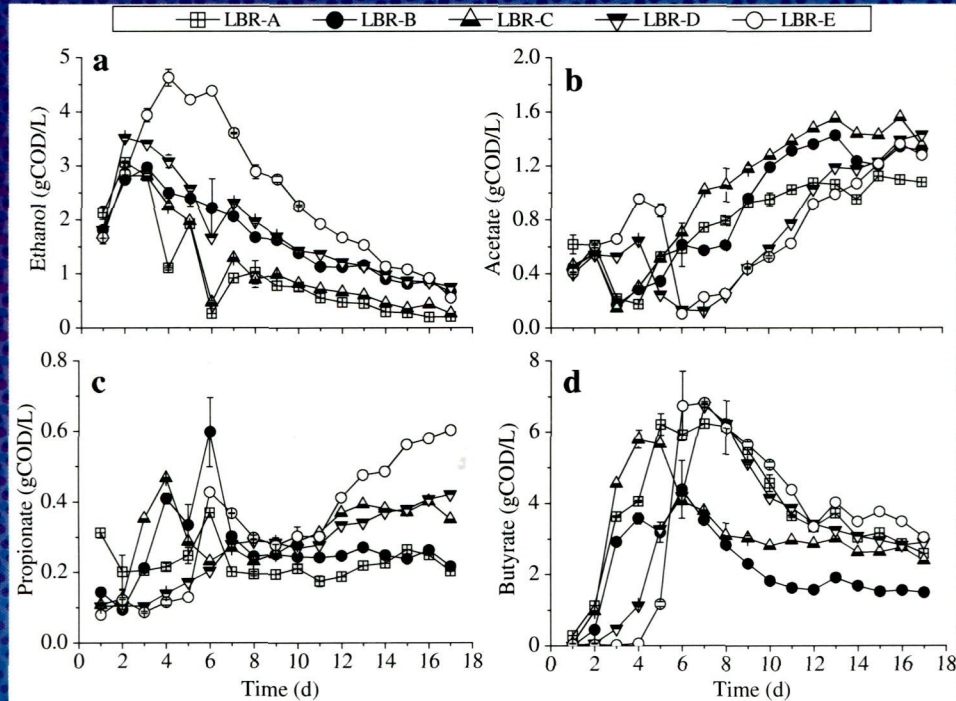 LBR-A LBR-B LBR-C LBR-D LBR-E
a
5
4
3
2
1
0
Ethanol (gCOD/L)
b
2.0
1.6
1.2
0.8
0.4
0.0
Acetate (gCOD/L)
c
0.8
0.6
0.4
0.2
0.0
Propionate (gCOD/L)
0 2 4 6 8 10 12 14 16 18
Time (d)
d
8
6
4
2
0
Butyrate (gCOD/L)
0 2 4 6 8 10 12 14 16 18
Time (d)